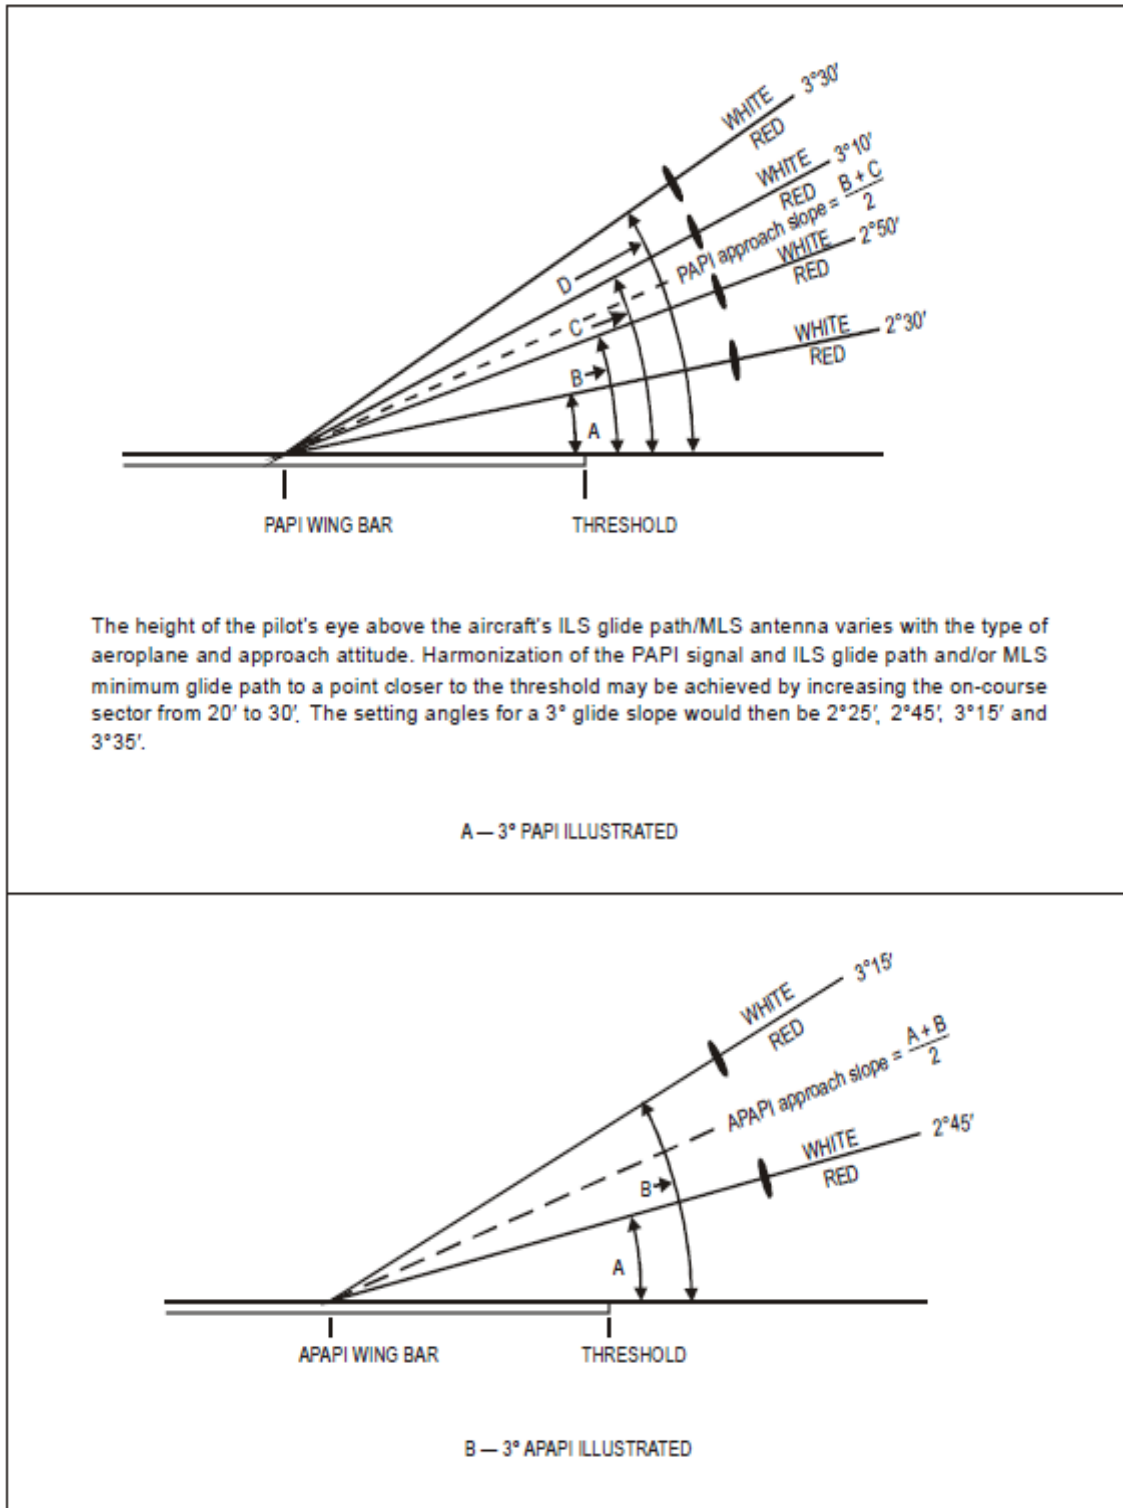 WHITE 3°30′
RED
WHITE 3°10′
RED
PAPI approach slope = B + C
2
WHITE 2°50′
RED
WHITE 2°30′
RED
D
C
B
A
PAPI WING BAR THRESHOLD
The height of the pilot's eye above the aircraft's ILS glide path/MLS antenna varies with the type of
aeroplane and approach attitude. Harmonization of the PAPI signal and ILS glide path and/or MLS
minimum glide path to a point closer to the threshold may be achieved by increasing the on-course
sector from 20′ to 30′. The setting angles for a 3° glide slope would then be 2°25′, 2°45′, 3°15′ and
3°35′.
A — 3° PAPI ILLUSTRATED
WHITE 3°15′
RED
APAPI approach slope = A + B
2
WHITE 2°45′
RED
B
A
APAPI WING BAR THRESHOLD
B — 3° APAPI ILLUSTRATED